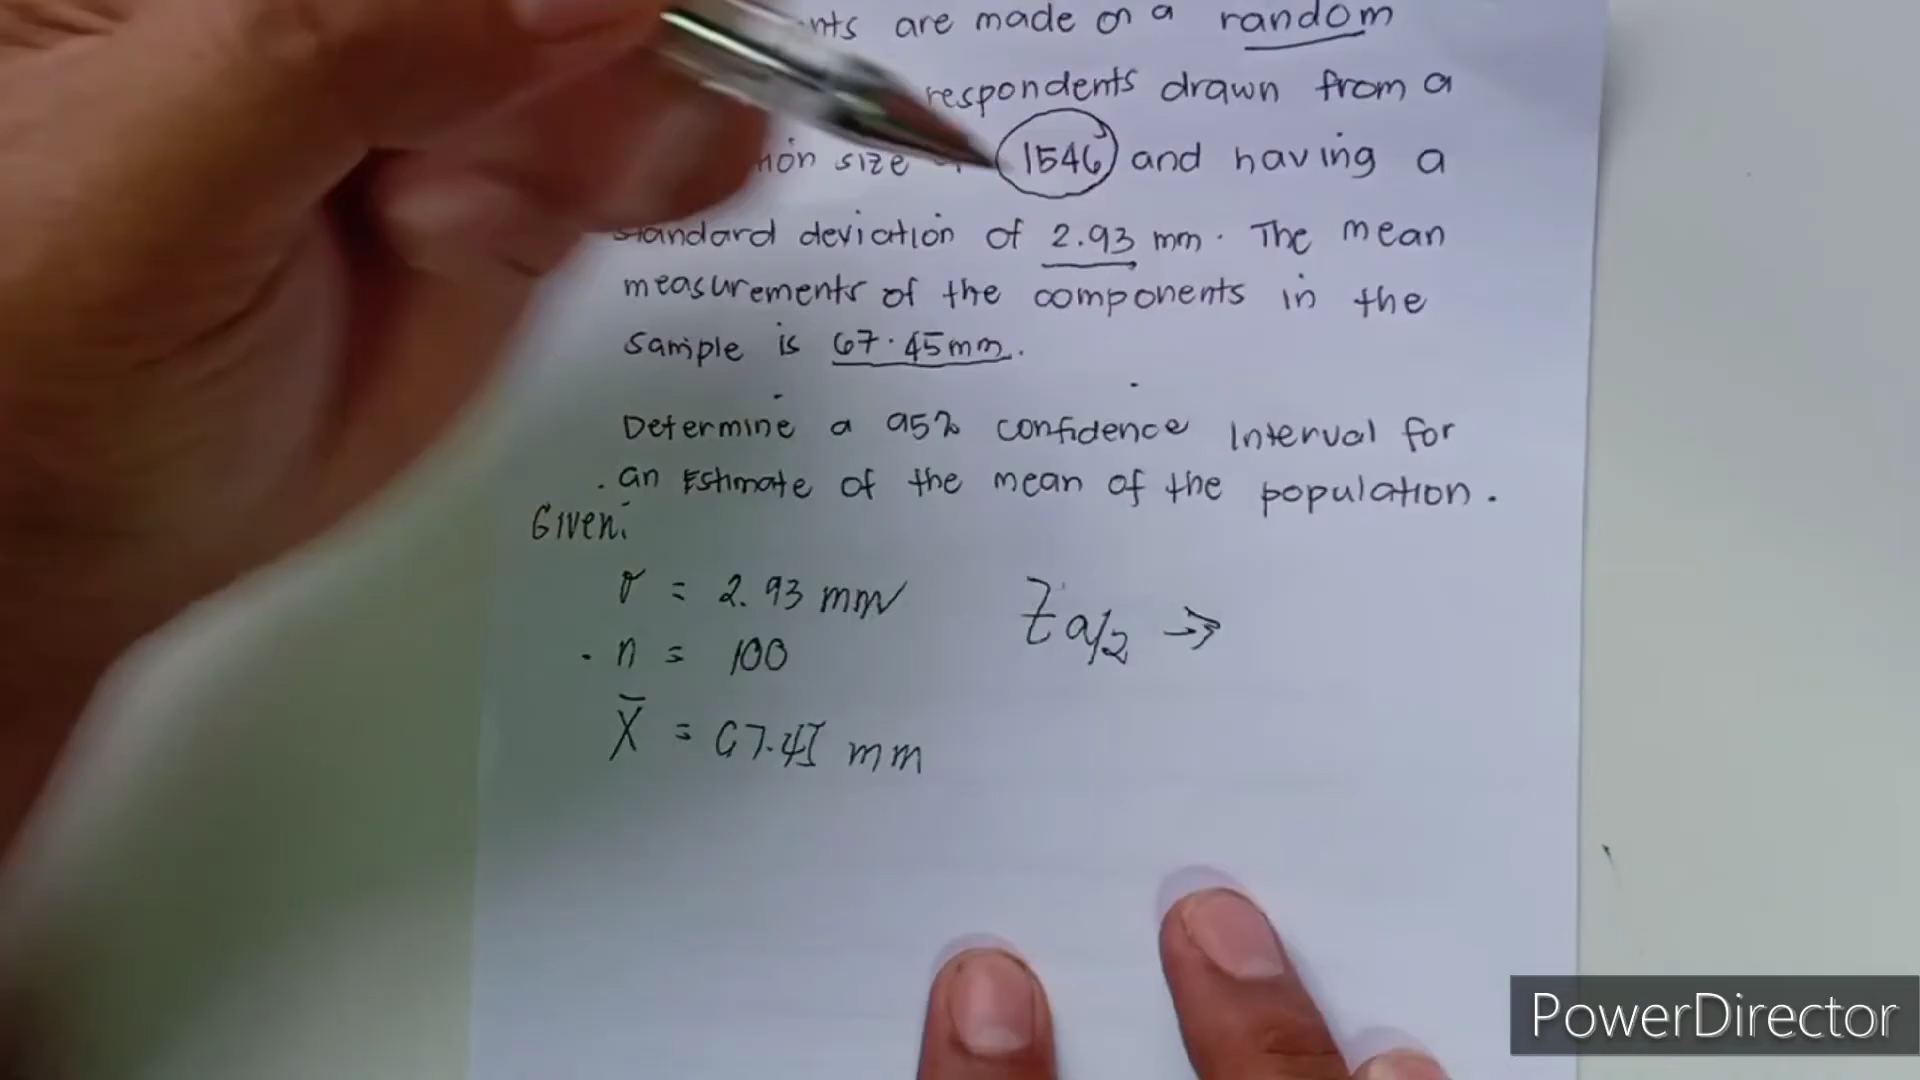 are made on a random
respondents drawn from a
size 1546 and having a
standard deviation of 2.93 mm. The mean
measurements of the components in the
sample is 67.45mm.
Determine a 95% confidence Interval for
an Estimate of the mean of the population.
Given:
σ = 2.93 mm
n = 100
Z a/2 →
X̄ = 67.45 mm
PowerDirector